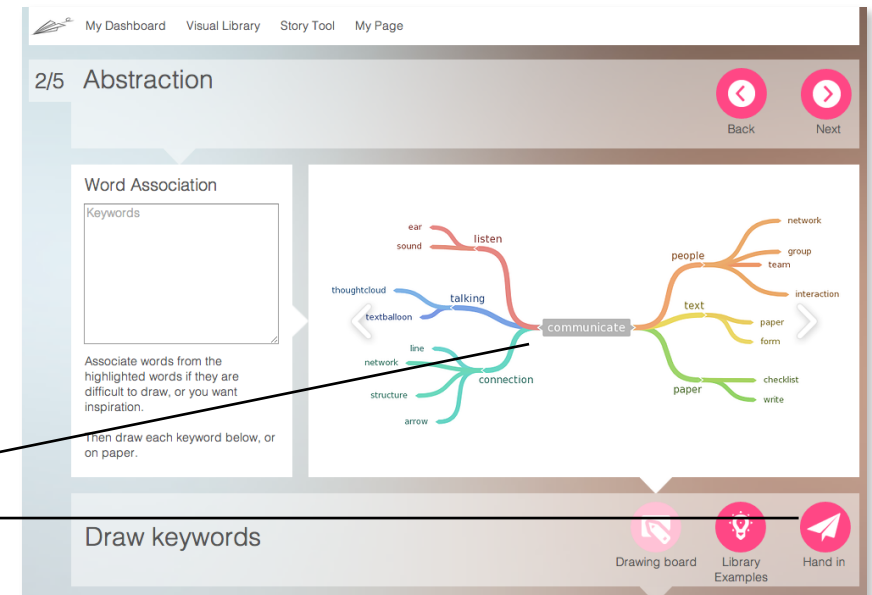 My Dashboard Visual Library Story Tool My Page
2/5 Abstraction
Back Next
Word Association
Keywords
Associate words from the
highlighted words if they are
difficult to draw, or you want
inspiration.
Then draw each keyword below, or
on paper.
communicate
listen
ear
sound
talking
thoughtcloud
textballoon
connection
line
network
structure
arrow
people
network
group
team
interaction
text
paper
form
paper
checklist
write
Draw keywords
Drawing board
Library
Examples
Hand in